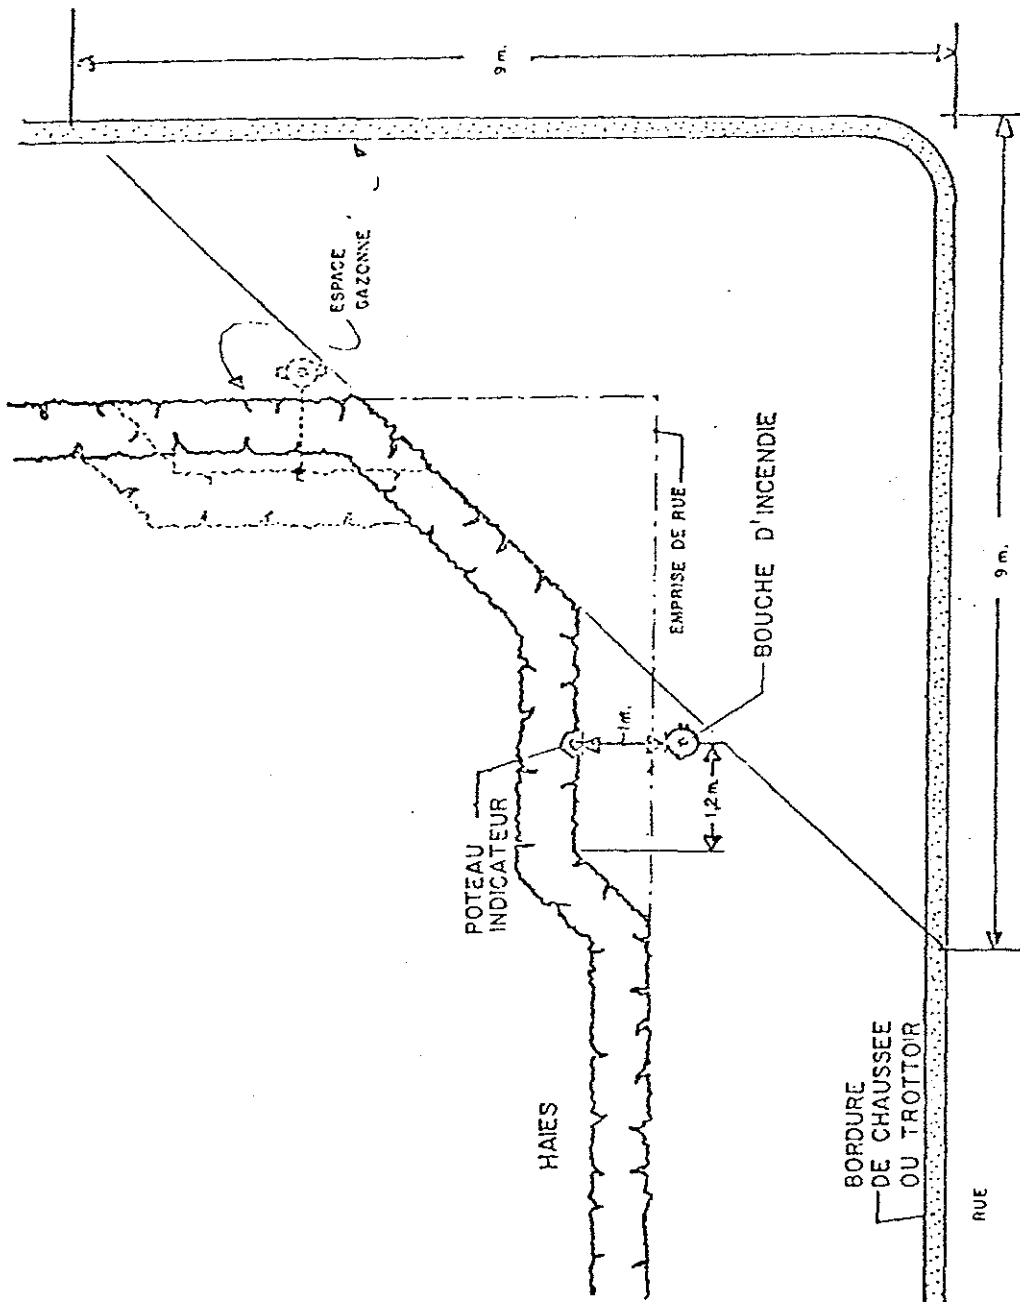 9 m.
ESPACE
GAZONNE
EMPRISE DE RUE
BOUCHE D'INCENDIE
9 m.
1m.
1,2 m.
POTEAU
INDICATEUR
HAIES
BORDURE
DE CHAUSSEE
OU TROTTOIR
RUE